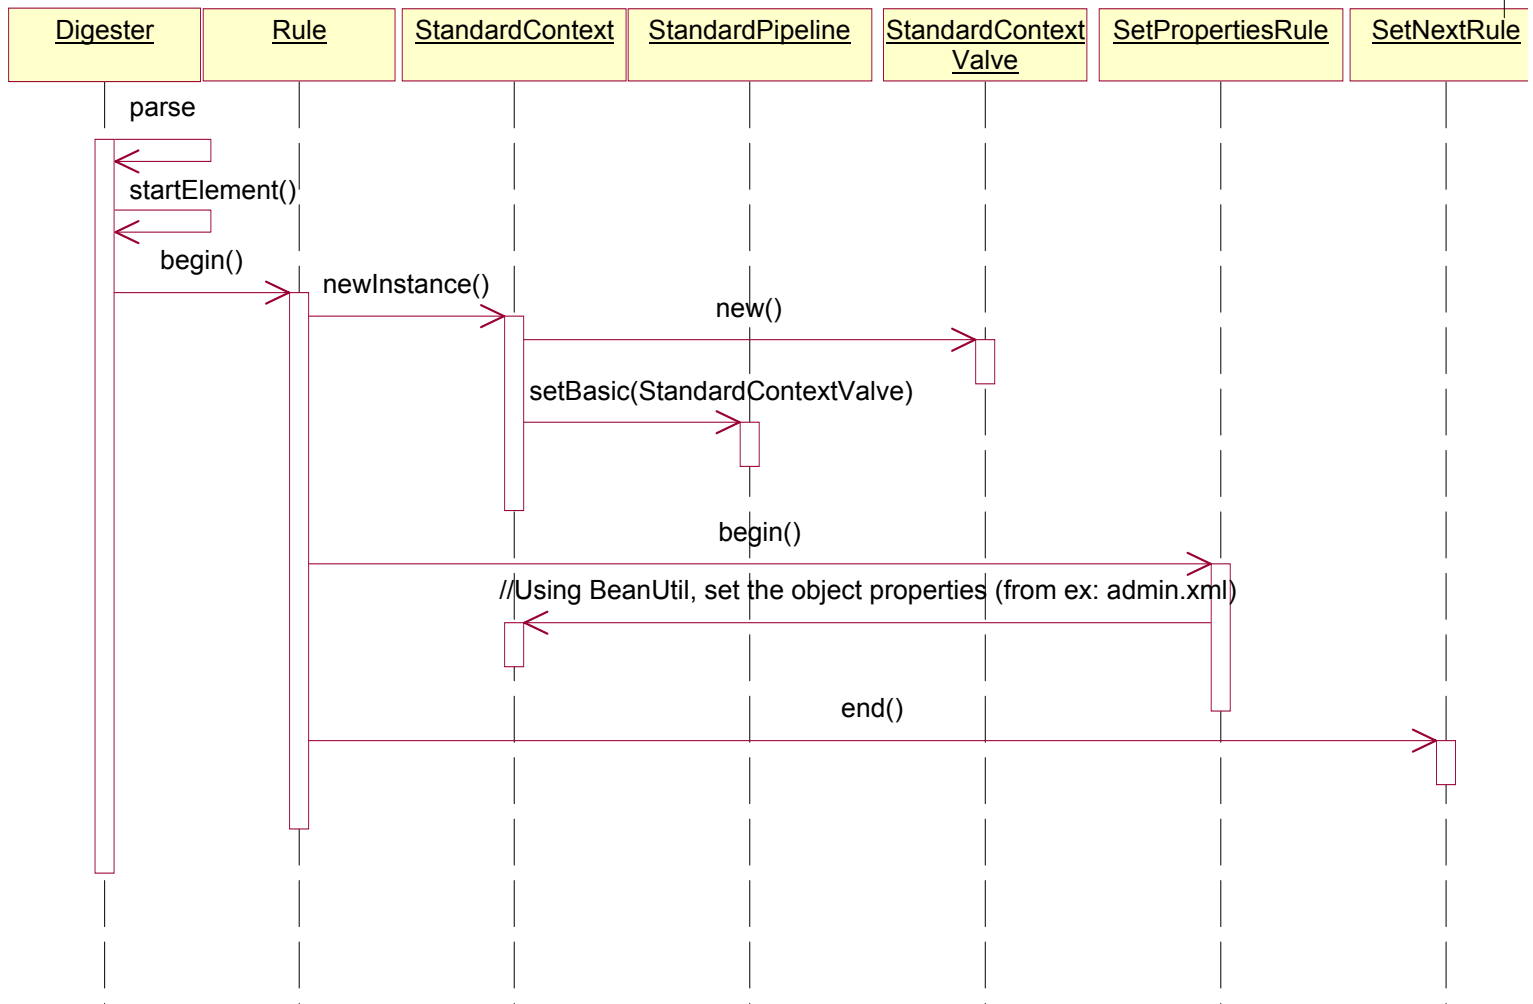 Digester
Rule
StandardContext
StandardPipeline
StandardContext
Valve
SetPropertiesRule
SetNextRule
parse
startElement()
begin()
newInstance()
new()
setBasic(StandardContextValve)
begin()
//Using BeanUtil, set the object properties (from ex: admin.xml)
end()